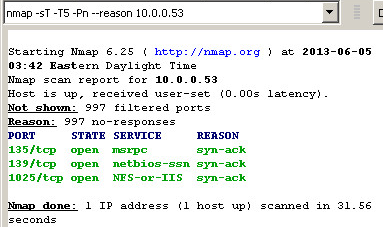 nmap -sT -T5 -Pn --reason 10.0.0.53
Starting Nmap 6.25 ( http://nmap.org ) at 2013-06-05
03:42 Eastern Daylight Time
Nmap scan report for 10.0.0.53
Host is up, received user-set (0.00s latency).
Not shown: 997 filtered ports
Reason: 997 no-responses
PORT STATE SERVICE REASON
135/tcp open msrpc syn-ack
139/tcp open netbios-ssn syn-ack
1025/tcp open NFS-or-IIS syn-ack
Nmap done: 1 IP address (1 host up) scanned in 31.56
seconds